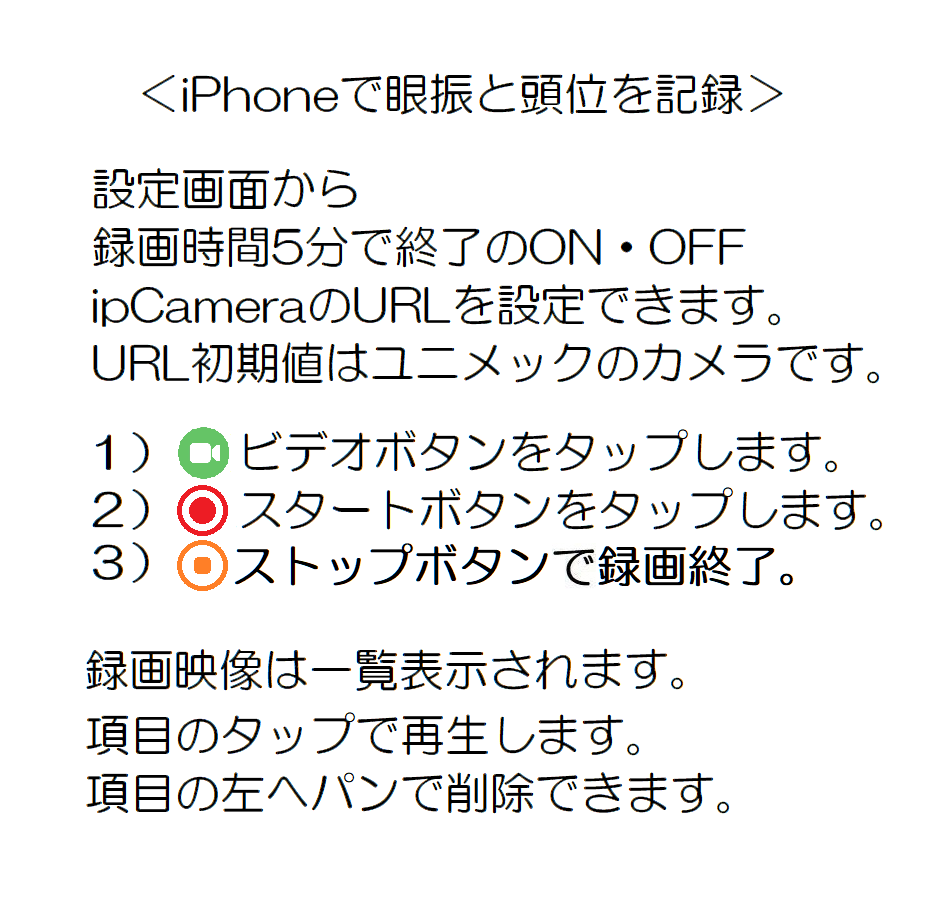 ＜iPhoneで眼振と頭位を記録＞
設定画面から
録画時間5分で終了のON・OFF
ipCameraのURLを設定できます。
URL初期値はユニメックのカメラです。
1）ビデオボタンをタップします。
2）スタートボタンをタップします。
3）ストップボタンで録画終了。
録画映像は一覧表示されます。
項目のタップで再生します。
項目の左へパンで削除できます。